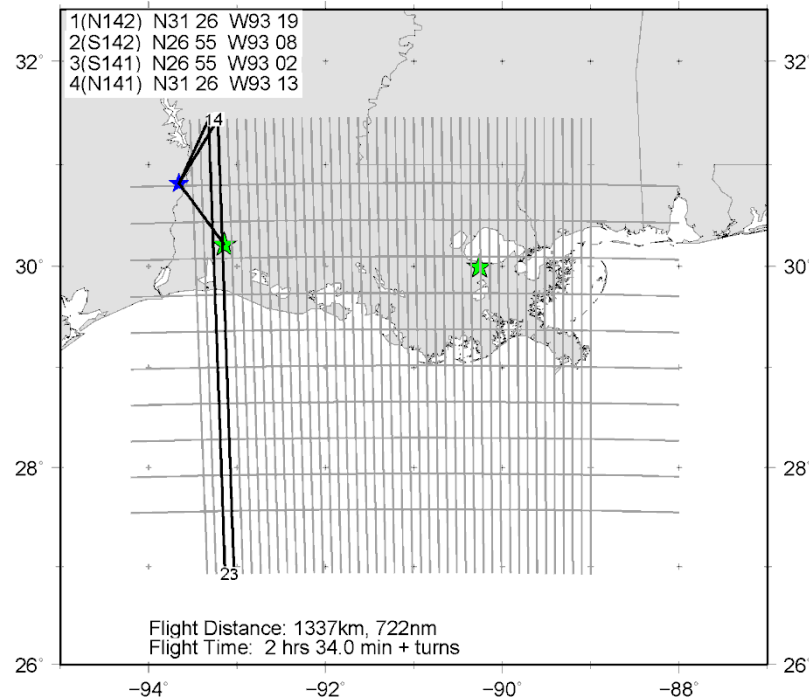 1(N142) N31 26 W93 19
2(S142) N26 55 W93 08
3(S141) N26 55 W93 02
4(N141) N31 26 W93 13
32° 32°
14
30° 30°
28° 28°
23
Flight Distance: 1337km, 722nm
Flight Time: 2 hrs 34.0 min + turns
26° 26°
−94 −92 −90 −88